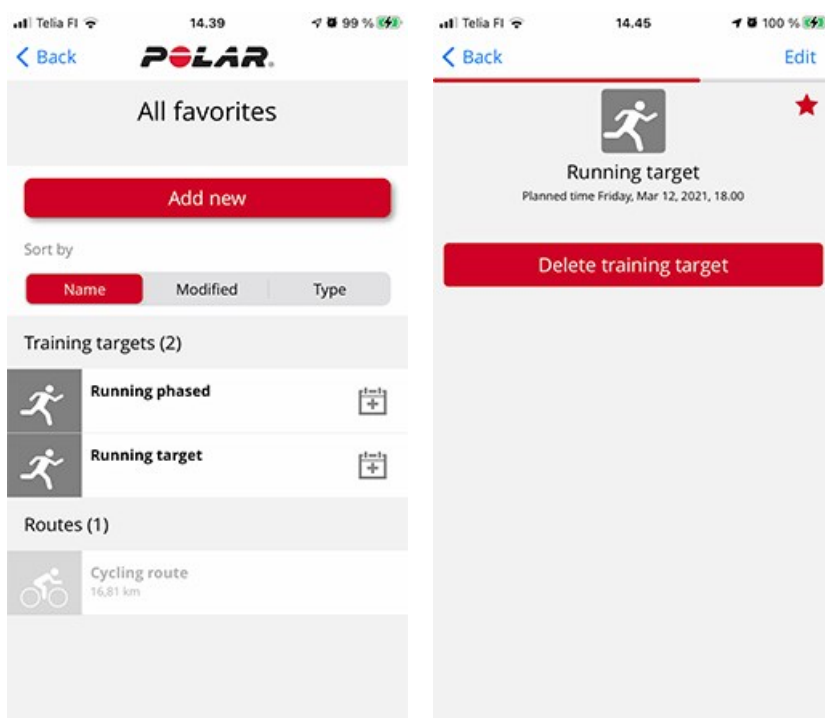 Telia FI
14.39
99 %
Back
POLAR.
All favorites
Add new
Sort by
Name
Modified
Type
Training targets (2)
Running phased
Running target
Routes (1)
Cycling route
16,81 km
Telia FI
14.45
100 %
Back
Edit
Running target
Planned time Friday, Mar 12, 2021, 18.00
Delete training target